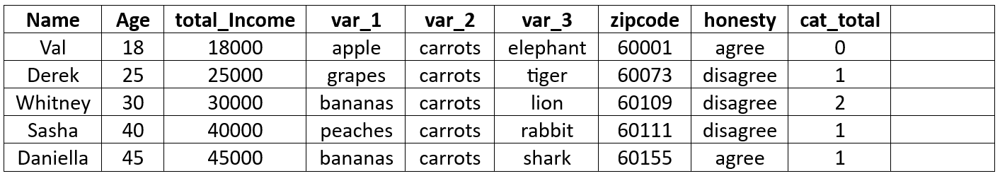 Name Age total_Income var_1 var_2 var_3 zipcode honesty cat_total
Val 18 18000 apple carrots elephant 60001 agree 0
Derek 25 25000 grapes carrots tiger 60073 disagree 1
Whitney 30 30000 bananas carrots lion 60109 disagree 2
Sasha 40 40000 peaches carrots rabbit 60111 disagree 1
Daniella 45 45000 bananas carrots shark 60155 agree 1